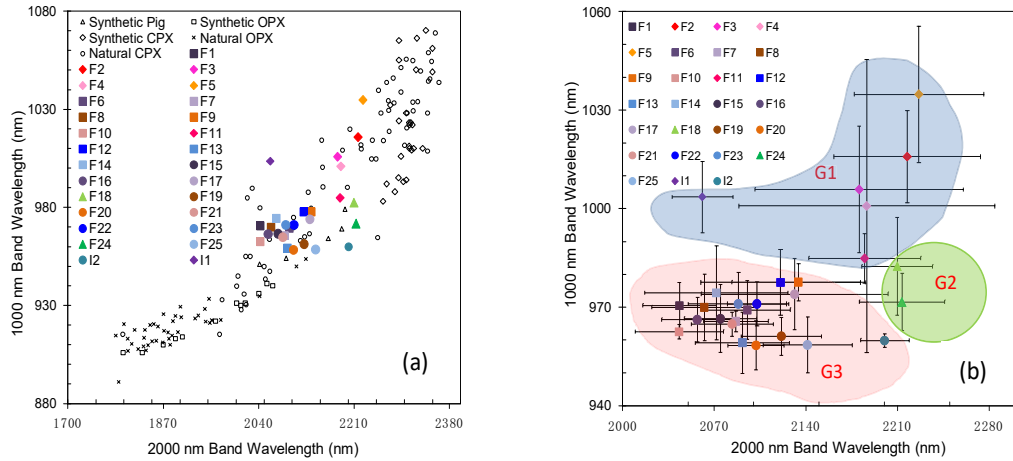 (a)
1080
1030
980
930
880
1000 nm Band Wavelength (nm)
Synthetic Pig Synthetic OPX
Synthetic CPX Natural OPX
Natural CPX F1
F2 F3
F4 F5
F6 F7
F8 F9
F10 F11
F12 F13
F14 F15
F16 F17
F18 F19
F20 F21
F22 F23
F24 F25
I2 I1
(a)
1700 1870 2040 2210 2380
2000 nm Band Wavelength (nm)
(b)
1060
1030
1000
970
940
1000 nm Band Wavelength (nm)
F1 F2 F3 F4
F5 F6 F7 F8
F9 F10 F11 F12
F13 F14 F15 F16
F17 F18 F19 F20
F21 F22 F23 F24
F25 I1 I2
G1
G2
G3
(b)
2000 2070 2140 2210 2280
2000 nm Band Wavelength (nm)